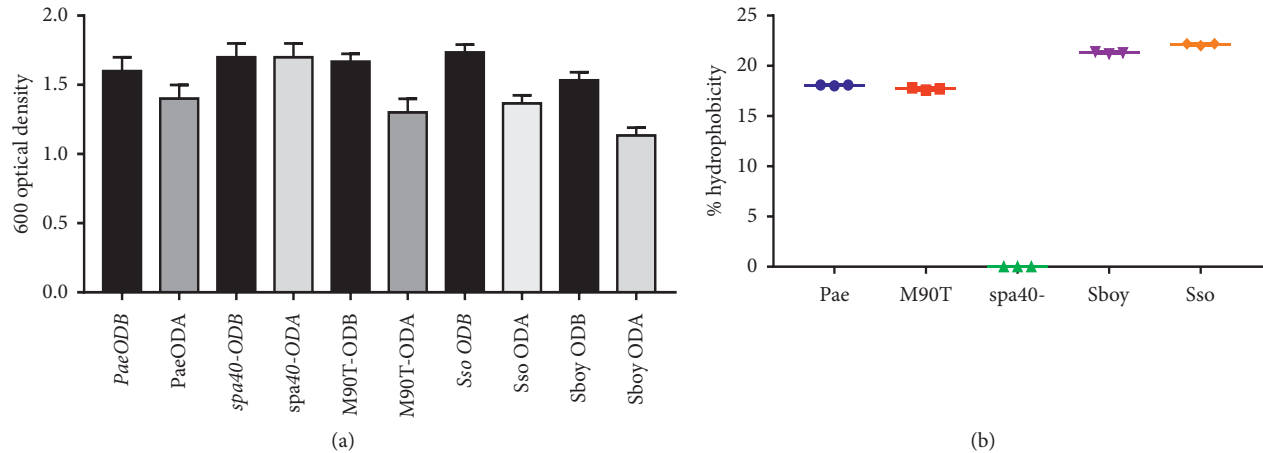 600 optical density
2.0
1.5
1.0
0.5
0.0
PaeODB
PaeODA
spa40-ODB
spa40-ODA
M90T-ODB
M90T-ODA
Sso ODB
Sso ODA
Sboy ODB
Sboy ODA
(a)
% hydrophobicity
25
20
15
10
5
0
Pae
M90T
spa40-
Sboy
Sso
(b)